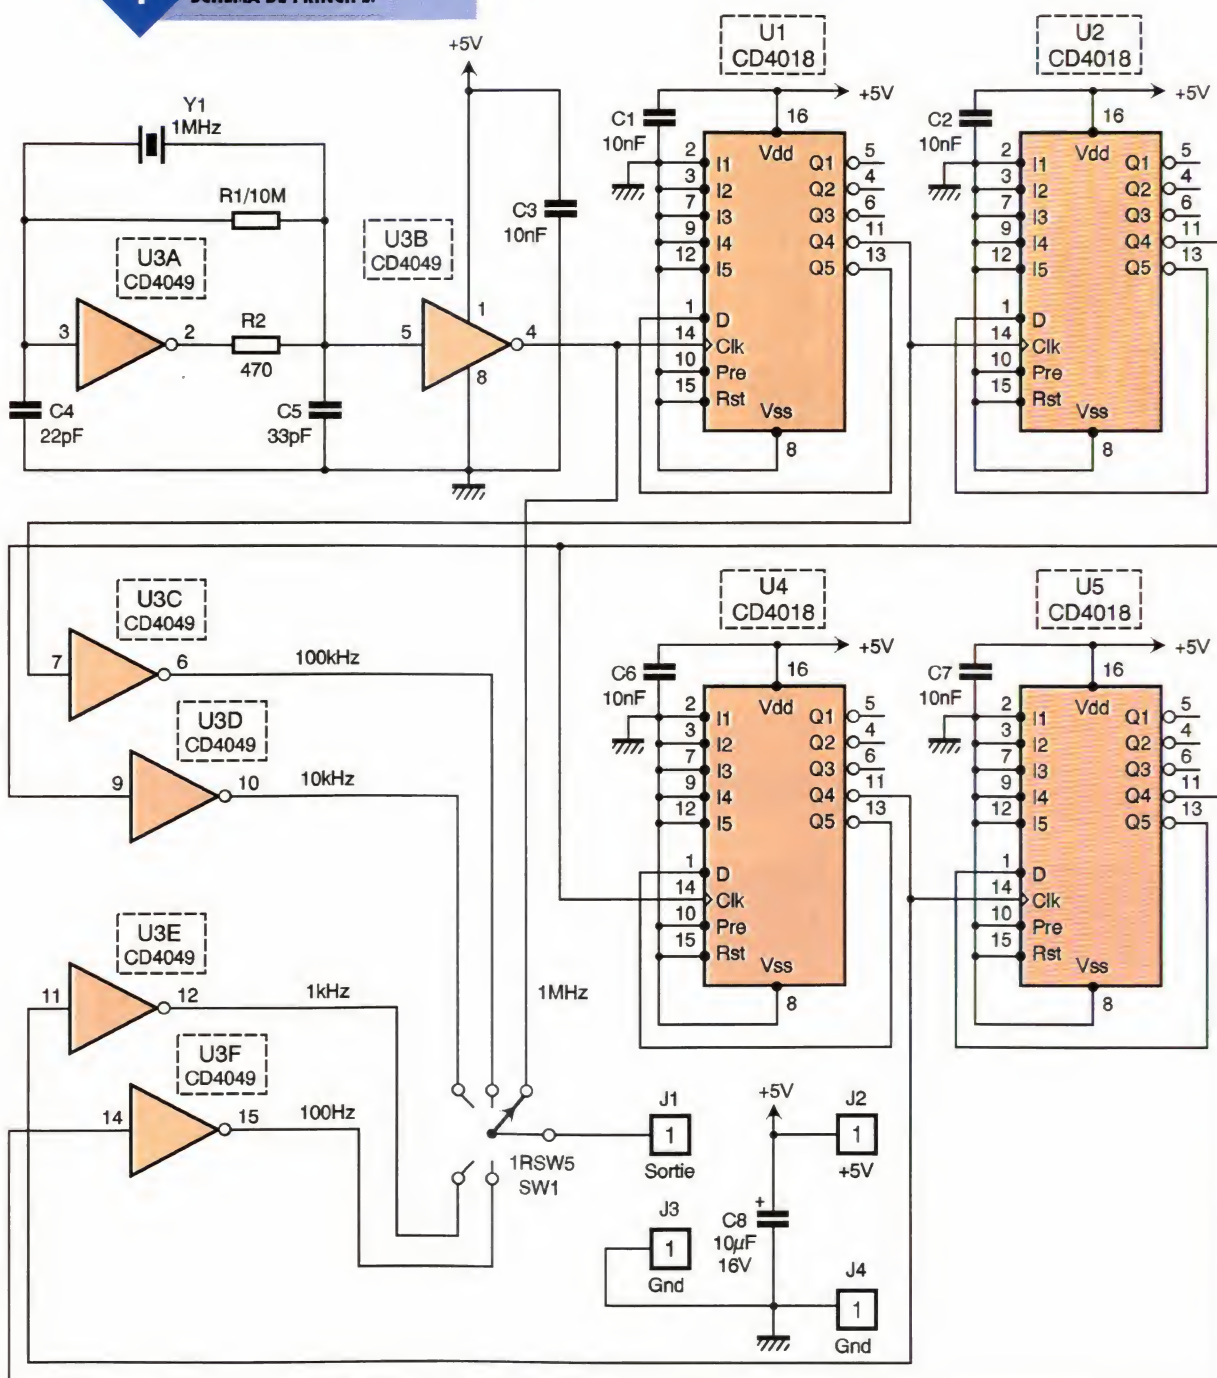 SCHÉMA DE PRINCIPE.
+5V
U1
CD4018
U2
CD4018
Y1
1MHz
R1/10M
U3A
CD4049
3
2
R2
470
C4
22pF
C5
33pF
U3B
CD4049
5
1
4
8
C3
10nF
C1
10nF
+5V
16
Vdd
2 I1 Q1 5
3 I2 Q2 4
7 I3 Q3 6
9 I4 Q4 11
12 I5 Q5 13
1 D
14 Clk
10 Pre
15 Rst
Vss
8
C2
10nF
+5V
16
Vdd
2 I1 Q1 5
3 I2 Q2 4
7 I3 Q3 6
9 I4 Q4 11
12 I5 Q5 13
1 D
14 Clk
10 Pre
15 Rst
Vss
8
U3C
CD4049
7
6
100kHz
U3D
CD4049
9
10
10kHz
U3E
CD4049
11
12
1kHz
U3F
CD4049
14
15
100Hz
1MHz
1RSW5
SW1
U4
CD4018
C6
10nF
+5V
16
Vdd
2 I1 Q1 5
3 I2 Q2 4
7 I3 Q3 6
9 I4 Q4 11
12 I5 Q5 13
1 D
14 Clk
10 Pre
15 Rst
Vss
8
U5
CD4018
C7
10nF
+5V
16
Vdd
2 I1 Q1 5
3 I2 Q2 4
7 I3 Q3 6
9 I4 Q4 11
12 I5 Q5 13
1 D
14 Clk
10 Pre
15 Rst
Vss
8
J1
1
Sortie
+5V
J2
1
+5V
J3
1
Gnd
+
C8
10µF
16V
J4
1
Gnd